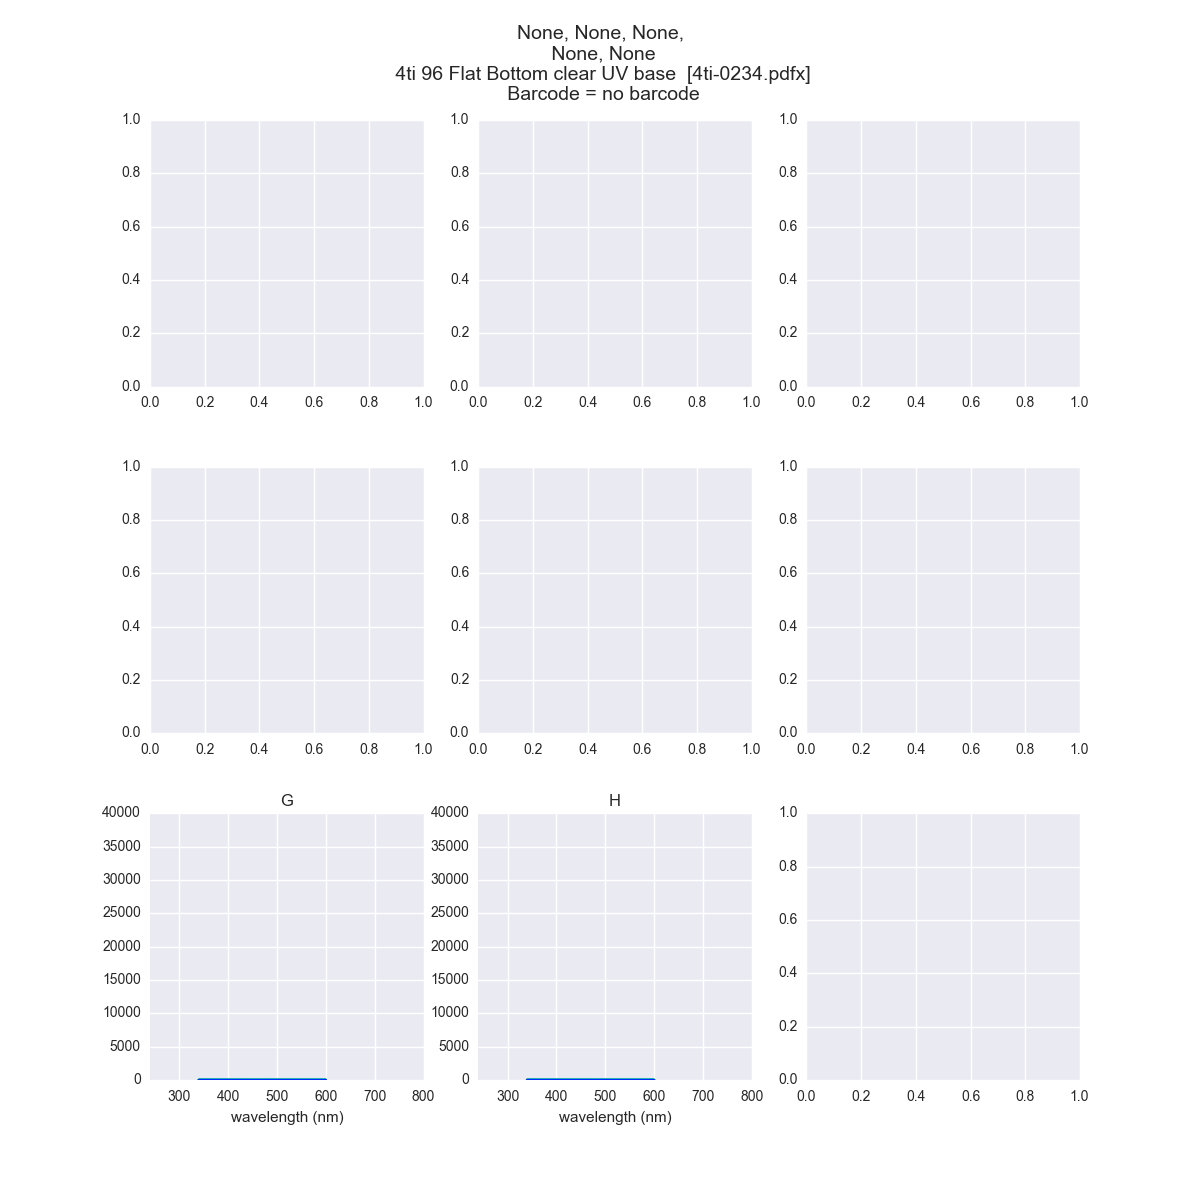 None, None, None,
None, None
4ti 96 Flat Bottom clear UV base  [4ti-0234.pdfx]
Barcode = no barcode
1.0 1.0 1.0
0.8 0.8 0.8
0.6 0.6 0.6
0.4 0.4 0.4
0.2 0.2 0.2
0.0 0.0 0.0
0.0 0.2 0.4 0.6 0.8 1.0 0.0 0.2 0.4 0.6 0.8 1.0 0.0 0.2 0.4 0.6 0.8 1.0
1.0 1.0 1.0
0.8 0.8 0.8
0.6 0.6 0.6
0.4 0.4 0.4
0.2 0.2 0.2
0.0 0.0 0.0
0.0 0.2 0.4 0.6 0.8 1.0 0.0 0.2 0.4 0.6 0.8 1.0 0.0 0.2 0.4 0.6 0.8 1.0
G H
40000 40000 1.0
35000 35000
30000 30000 0.8
25000 25000
20000 20000 0.6
15000 15000 0.4
10000 10000
5000 5000 0.2
0 0 0.0
300 400 500 600 700 800 300 400 500 600 700 800 0.0 0.2 0.4 0.6 0.8 1.0
wavelength (nm) wavelength (nm)